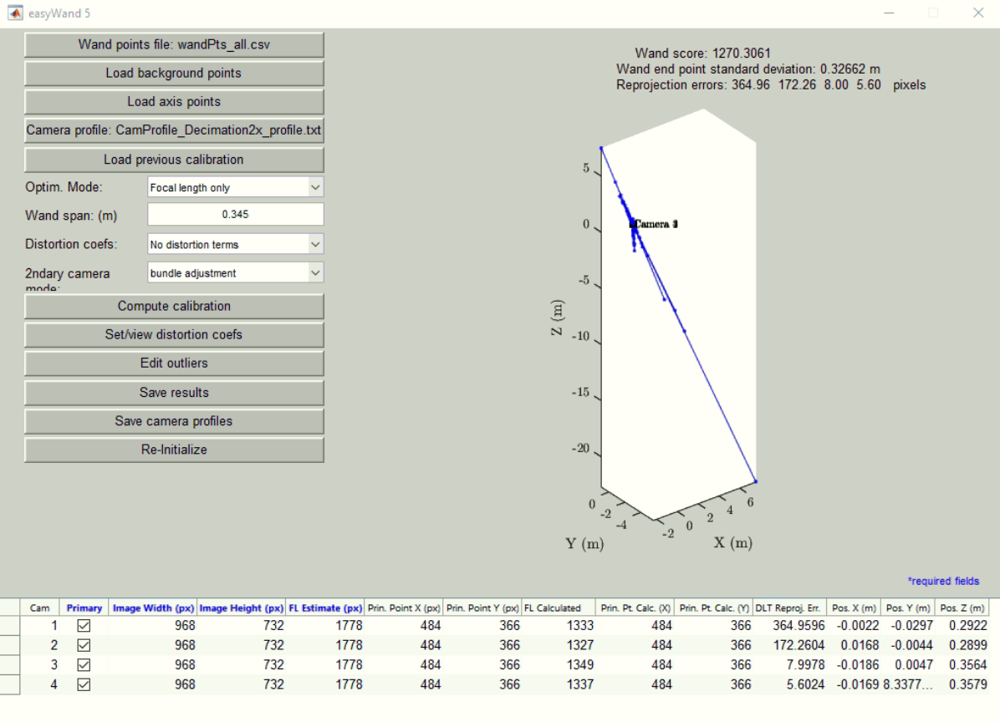 easyWand 5
Wand points file: wandPts_all.csv
Load background points
Load axis points
Camera profile: CamProfile_Decimation2x_profile.txt
Load previous calibration
Optim. Mode: Focal length only
Wand span: (m) 0.345
Distortion coefs: No distortion terms
2ndary camera mode: bundle adjustment
Compute calibration
Set/view distortion coefs
Edit outliers
Save results
Save camera profiles
Re-Initialize
Wand score: 1270.3061
Wand end point standard deviation: 0.32662 m
Reprojection errors: 364.96 172.26 8.00 5.60 pixels
5
0
-5
-10
-15
-20
Z (m)
Camera
0
-2
-4
Y (m)
-2
0
2
4
6
X (m)
*required fields
Cam Primary Image Width (px) Image Height (px) FL Estimate (px) Prin. Point X (px) Prin. Point Y (px) FL Calculated Prin. Pt. Calc. (X) Prin. Pt. Calc. (Y) DLT Reproj. Err. Pos. X (m) Pos. Y (m) Pos. Z (m)
1 968 732 1778 484 366 1333 484 366 364.9596 -0.0022 -0.0297 0.2922
2 968 732 1778 484 366 1327 484 366 172.2604 0.0168 -0.0044 0.2899
3 968 732 1778 484 366 1349 484 366 7.9978 -0.0186 0.0047 0.3564
4 968 732 1778 484 366 1337 484 366 5.6024 -0.0169 8.3377... 0.3579